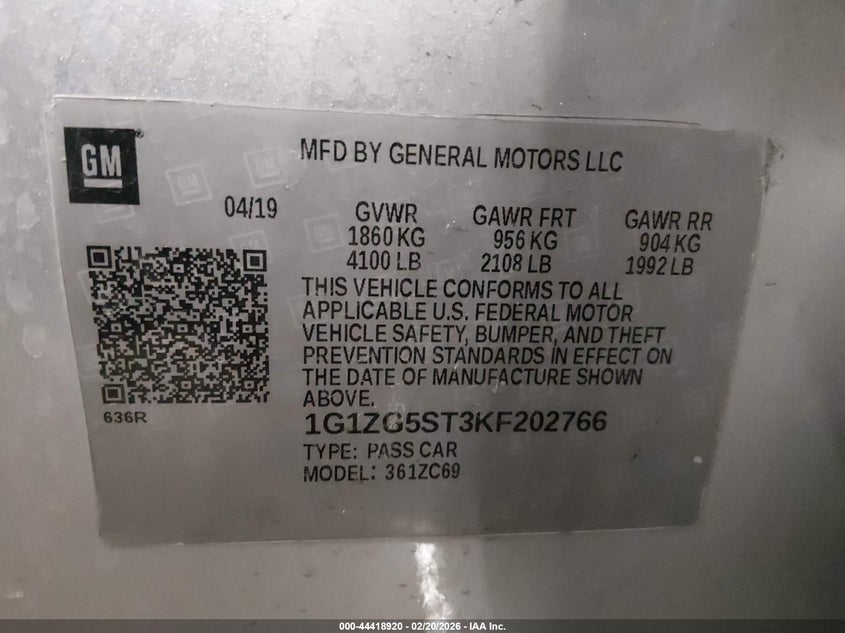 GM
MFD BY GENERAL MOTORS LLC
04/19
GVWR
1860 KG
4100 LB
GAWR FRT
956 KG
2108 LB
GAWR RR
904 KG
1992 LB
THIS VEHICLE CONFORMS TO ALL
APPLICABLE U.S. FEDERAL MOTOR
VEHICLE SAFETY, BUMPER, AND THEFT
PREVENTION STANDARDS IN EFFECT ON
THE DATE OF MANUFACTURE SHOWN
ABOVE.
636R
1G1ZG5ST3KF202766
TYPE: PASS CAR
MODEL: 361ZC69
000-44418920 - 02/20/2026 - IAA Inc.